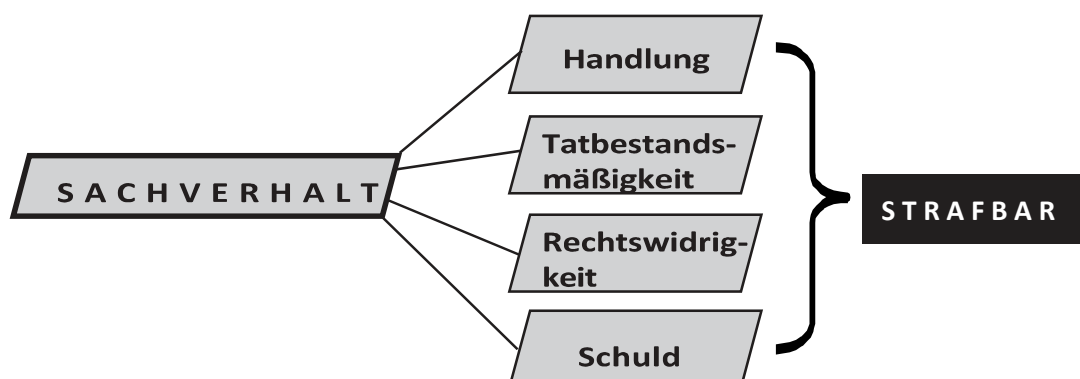 Handlung
Tatbestands-
mäßigkeit
SACHVERHALT
Rechtswidrig-
keit
STRAFBAR
Schuld